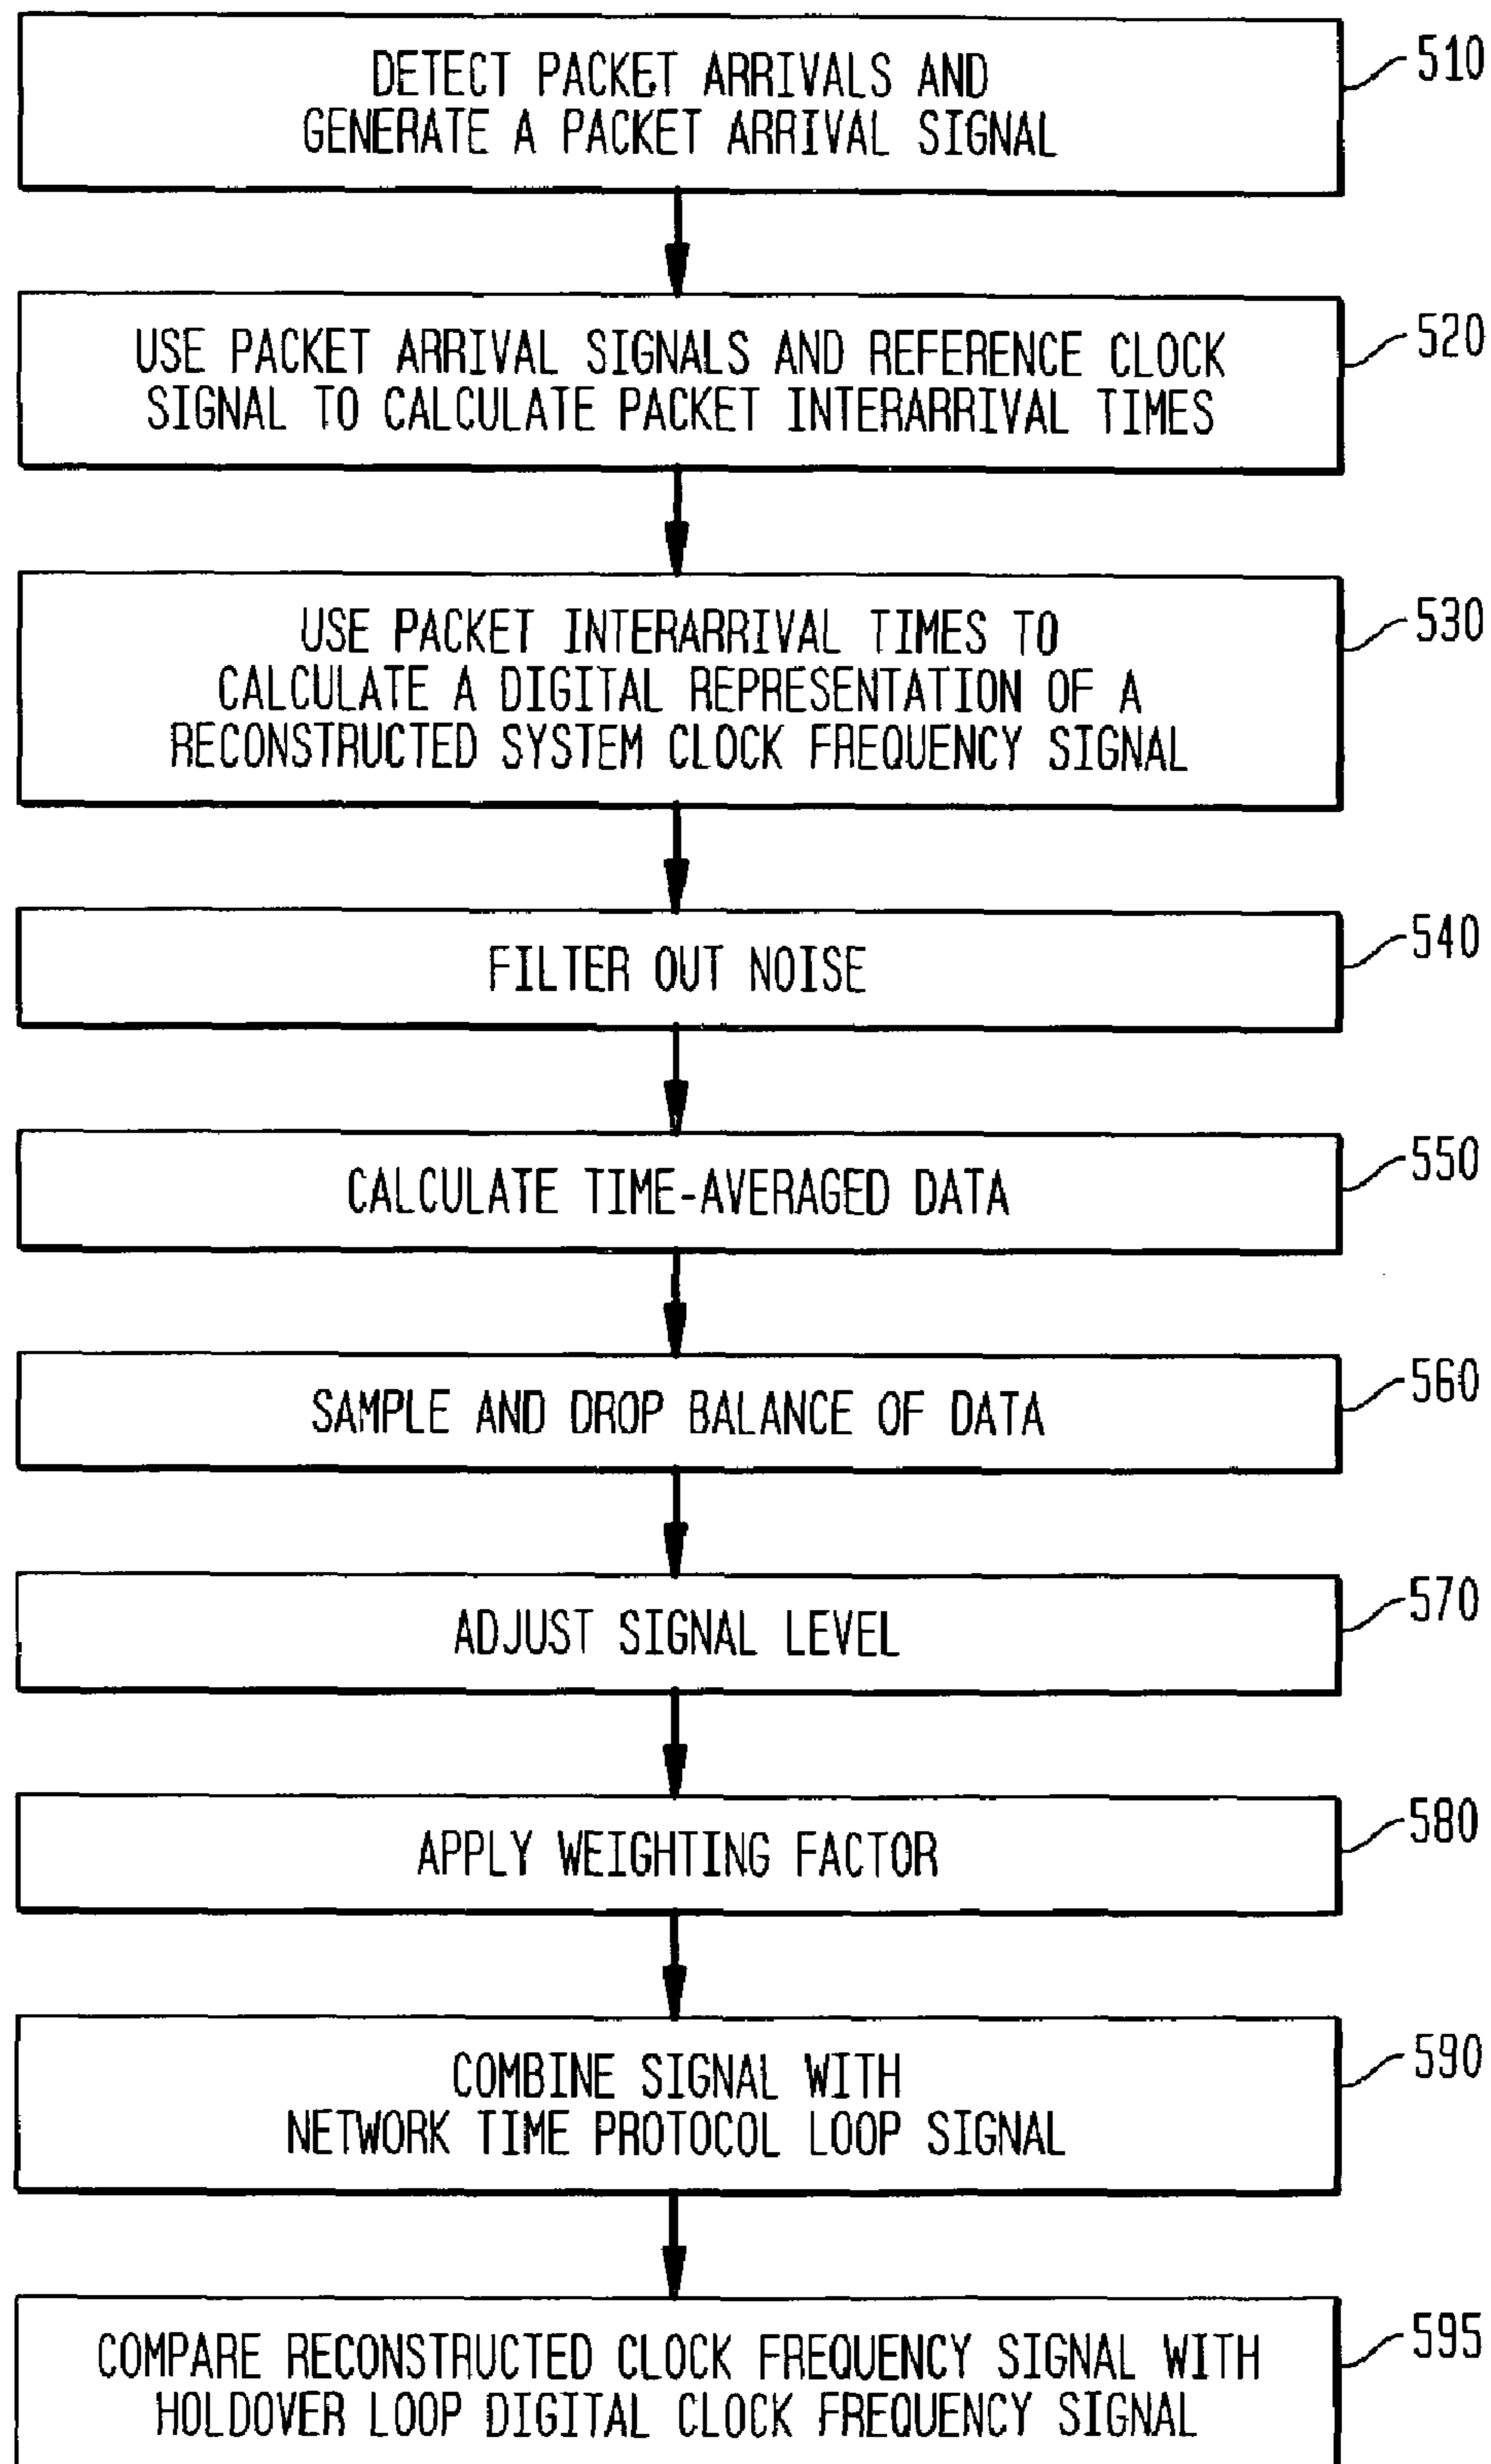 DETECT PACKET ARRIVALS AND
GENERATE A PACKET ARRIVAL SIGNAL
510
USE PACKET ARRIVAL SIGNALS AND REFERENCE CLOCK
SIGNAL TO CALCULATE PACKET INTERARRIVAL TIMES
520
USE PACKET INTERARRIVAL TIMES TO
CALCULATE A DIGITAL REPRESENTATION OF A
RECONSTRUCTED SYSTEM CLOCK FREQUENCY SIGNAL
530
FILTER OUT NOISE
540
CALCULATE TIME-AVERAGED DATA
550
SAMPLE AND DROP BALANCE OF DATA
560
ADJUST SIGNAL LEVEL
570
APPLY WEIGHTING FACTOR
580
COMBINE SIGNAL WITH
NETWORK TIME PROTOCOL LOOP SIGNAL
590
COMPARE RECONSTRUCTED CLOCK FREQUENCY SIGNAL WITH
HOLDOVER LOOP DIGITAL CLOCK FREQUENCY SIGNAL
595